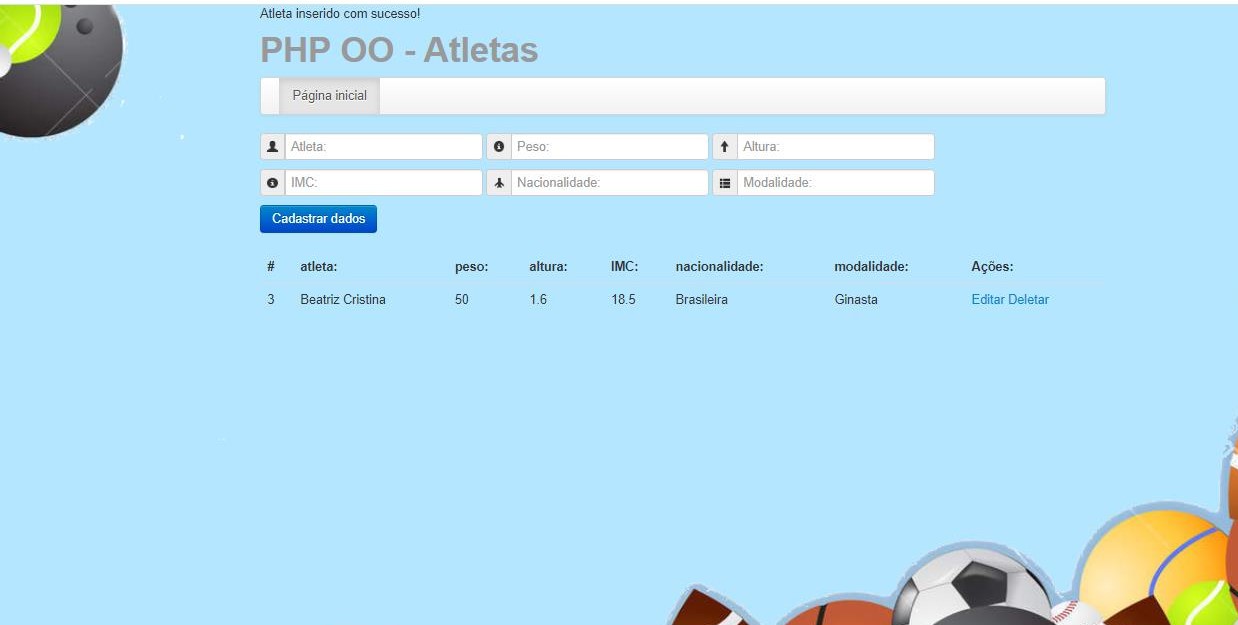 Atleta inserido com sucesso!
PHP OO - Atletas
Página inicial
Atleta: Peso: Altura:
IMC: Nacionalidade: Modalidade:
Cadastrar dados
# atleta: peso: altura: IMC: nacionalidade: modalidade: Ações:
3 Beatriz Cristina 50 1.6 18.5 Brasileira Ginasta Editar Deletar